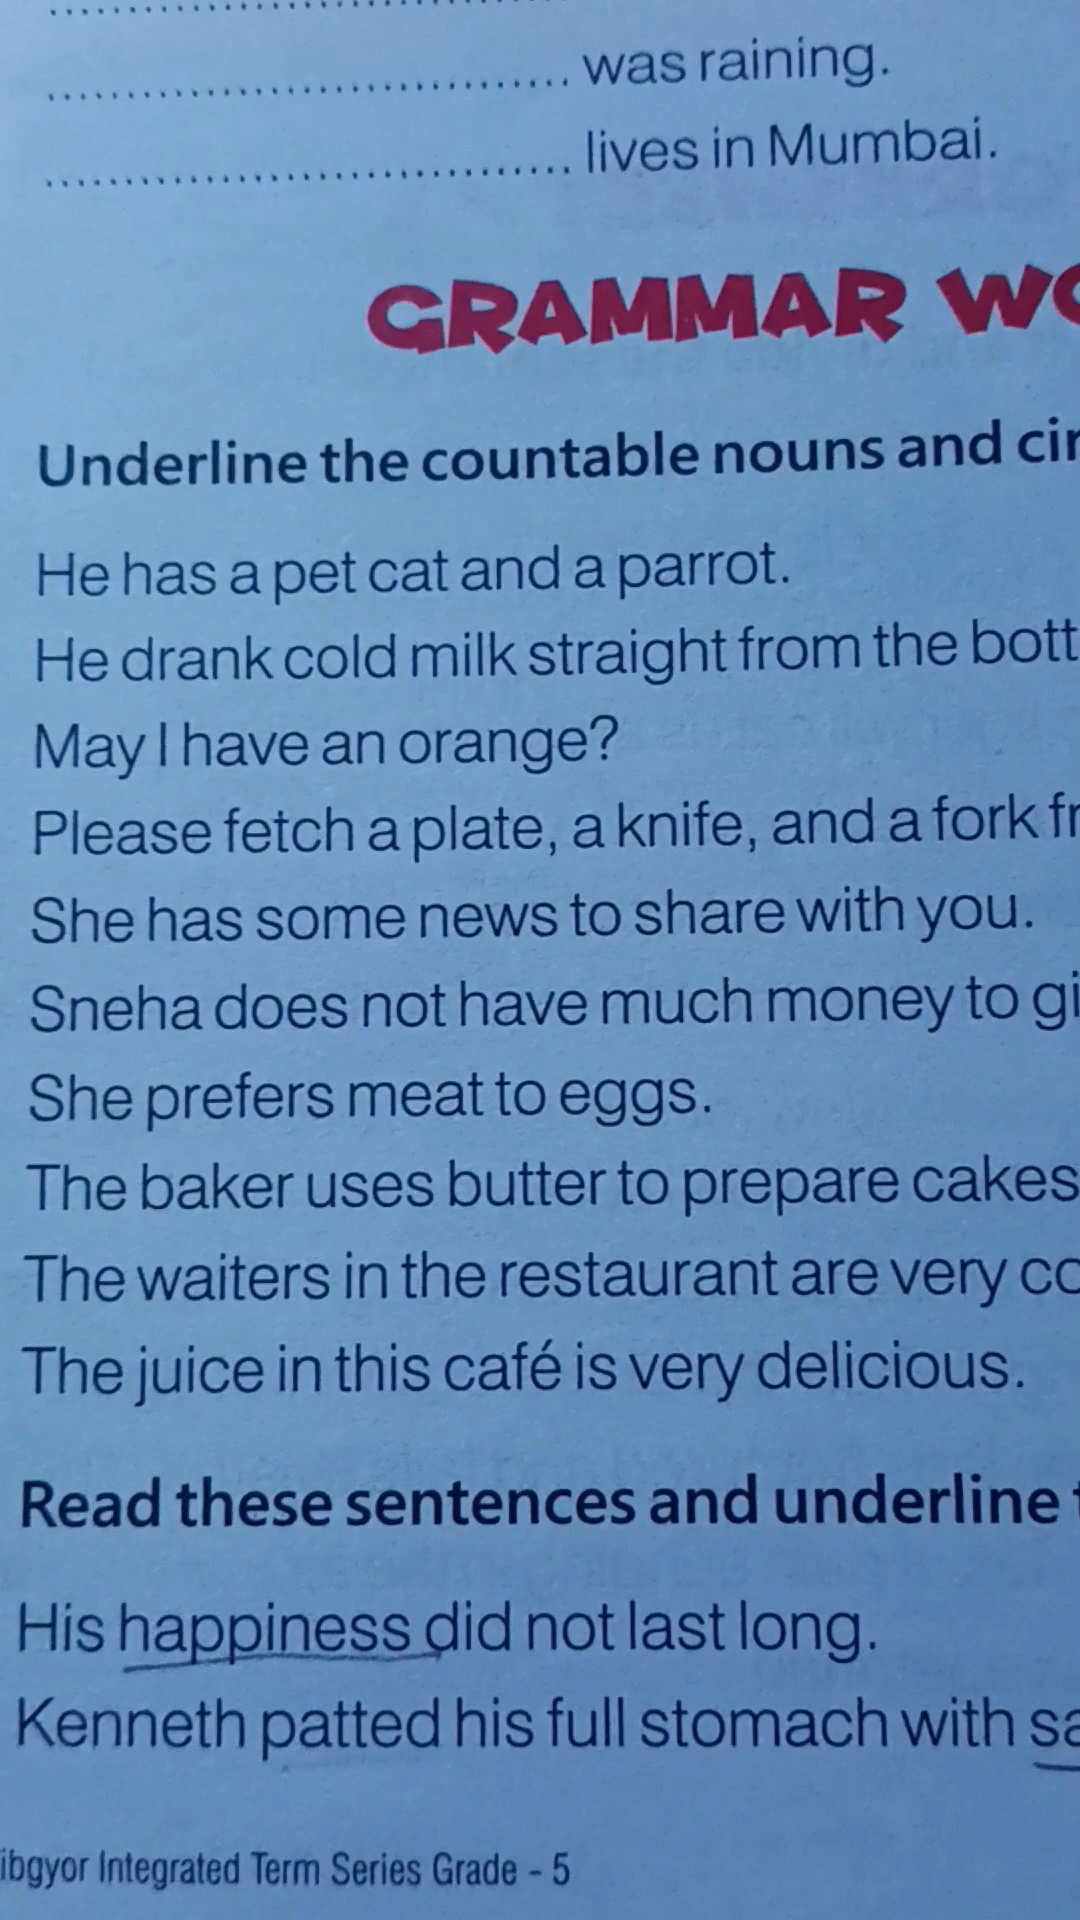 was raining.
lives in Mumbai.
GRAMMAR
Underline the countable nouns and
He has a pet cat and a parrot.
He drank cold milk straight from the
May I have an orange?
Please fetch a plate, a knife, and a fork
She has some news to share with you.
Sneha does not have much money to
She prefers meat to eggs.
The baker uses butter to prepare cakes
The waiters in the restaurant are very
The juice in this café is very delicious.
Read these sentences and underline
His happiness did not last long.
Kenneth patted his full stomach with
Integrated Term Series Grade - 5